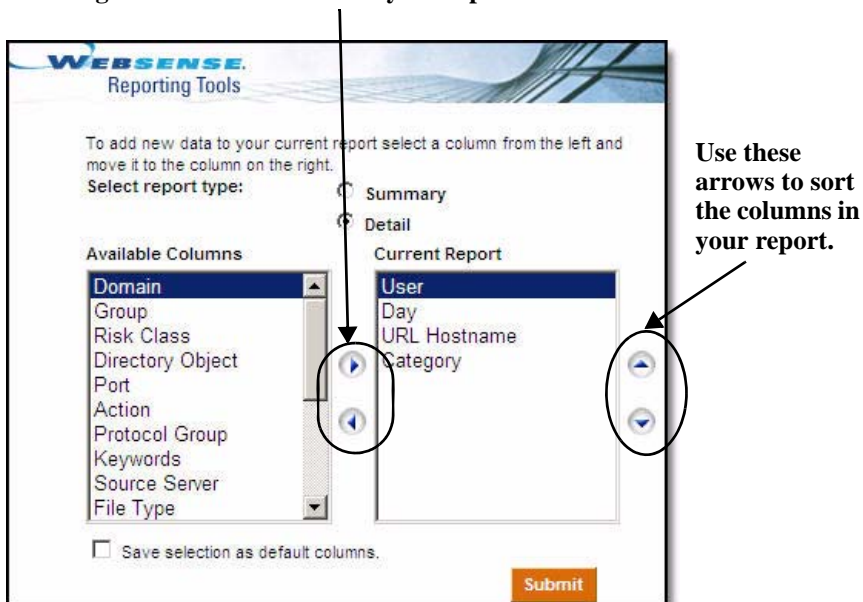 WEBSENSE.
Reporting Tools
To add new data to your current report select a column from the left and
move it to the column on the right.
Select report type:
Summary
Detail
Available Columns
Current Report
Domain
Group
Risk Class
Directory Object
Port
Action
Protocol Group
Keywords
Source Server
File Type
User
Day
URL Hostname
Category
Save selection as default columns.
Submit
Use these
arrows to sort
the columns in
your report.